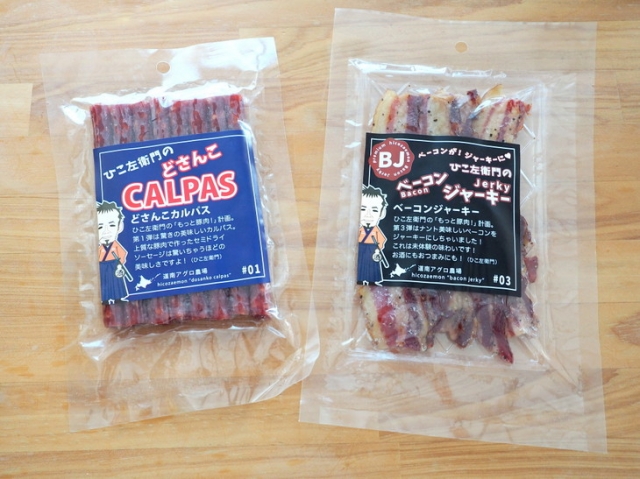 ひこ左衛門の
どさんこ
CALPAS
どさんこカルパス
ひこ左衛門の「もっと豚肉!」計画。
第1弾は驚きの美味しいカルパス。
上質な豚肉で作ったセミドライ
ソーセージは驚いちゃうほどの
美味しさですよ!(ひこ左衛門)
道南アグロ農場
hicozaemon "dosanko calpas"
#01
BJ
ベーコンが!ジャーキーに
ひこ左衛門の
ベーコン
Bacon
Jerky
ジャーキー
ベーコンジャーキー
ひこ左衛門の「もっと豚肉!」計画。
第3弾はナント美味しいベーコンを
ジャーキーにしちゃいました!
これは未体験の味わいです!
お酒にもおつまみにも!(ひこ左衛門)
道南アグロ農場
hicozaemon "bacon jerky"
#03